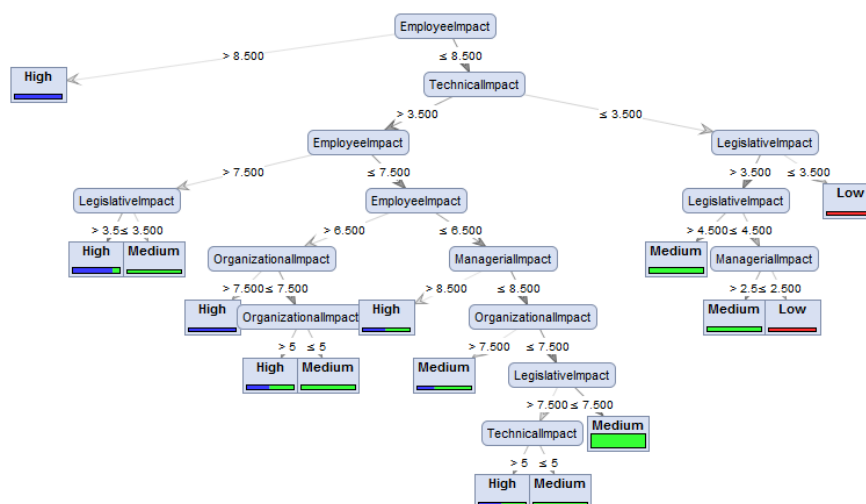 EmployeeImpact
> 8.500 ≤ 8.500
High TechnicalImpact
> 3.500 ≤ 3.500
EmployeeImpact LegislativeImpact
> 7.500 ≤ 7.500 > 3.500 ≤ 3.500
LegislativeImpact EmployeeImpact LegislativeImpact Low
> 3.5 ≤ 3.500 > 6.500 ≤ 6.500 > 4.500 ≤ 4.500
High Medium OrganizationalImpact ManagerialImpact Medium ManagerialImpact
> 7.500 ≤ 7.500 > 8.500 ≤ 8.500 > 2.5 ≤ 2.500
High OrganizationalImpact High OrganizationalImpact Medium Low
> 5 ≤ 5 > 7.500 ≤ 7.500
High Medium Medium LegislativeImpact
> 7.500 ≤ 7.500
TechnicalImpact Medium
> 5 ≤ 5
High Medium